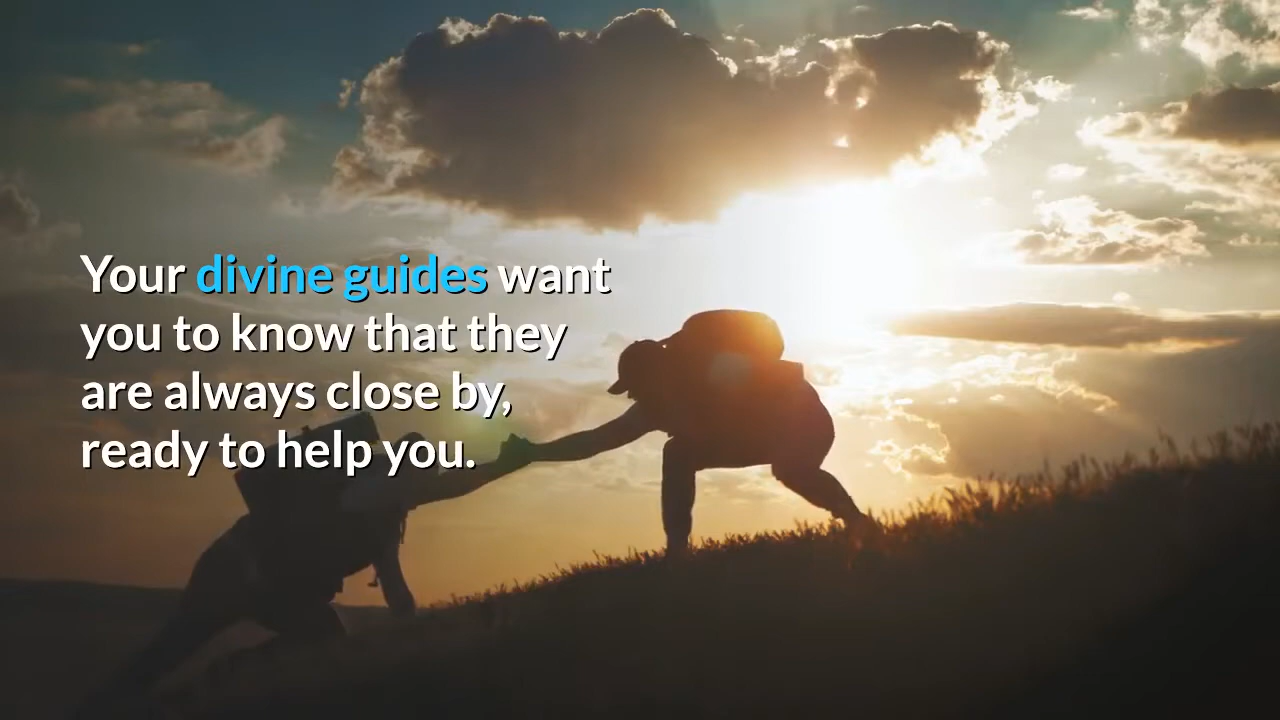 Your divine guides want
you to know that they
are always close by,
ready to help you.